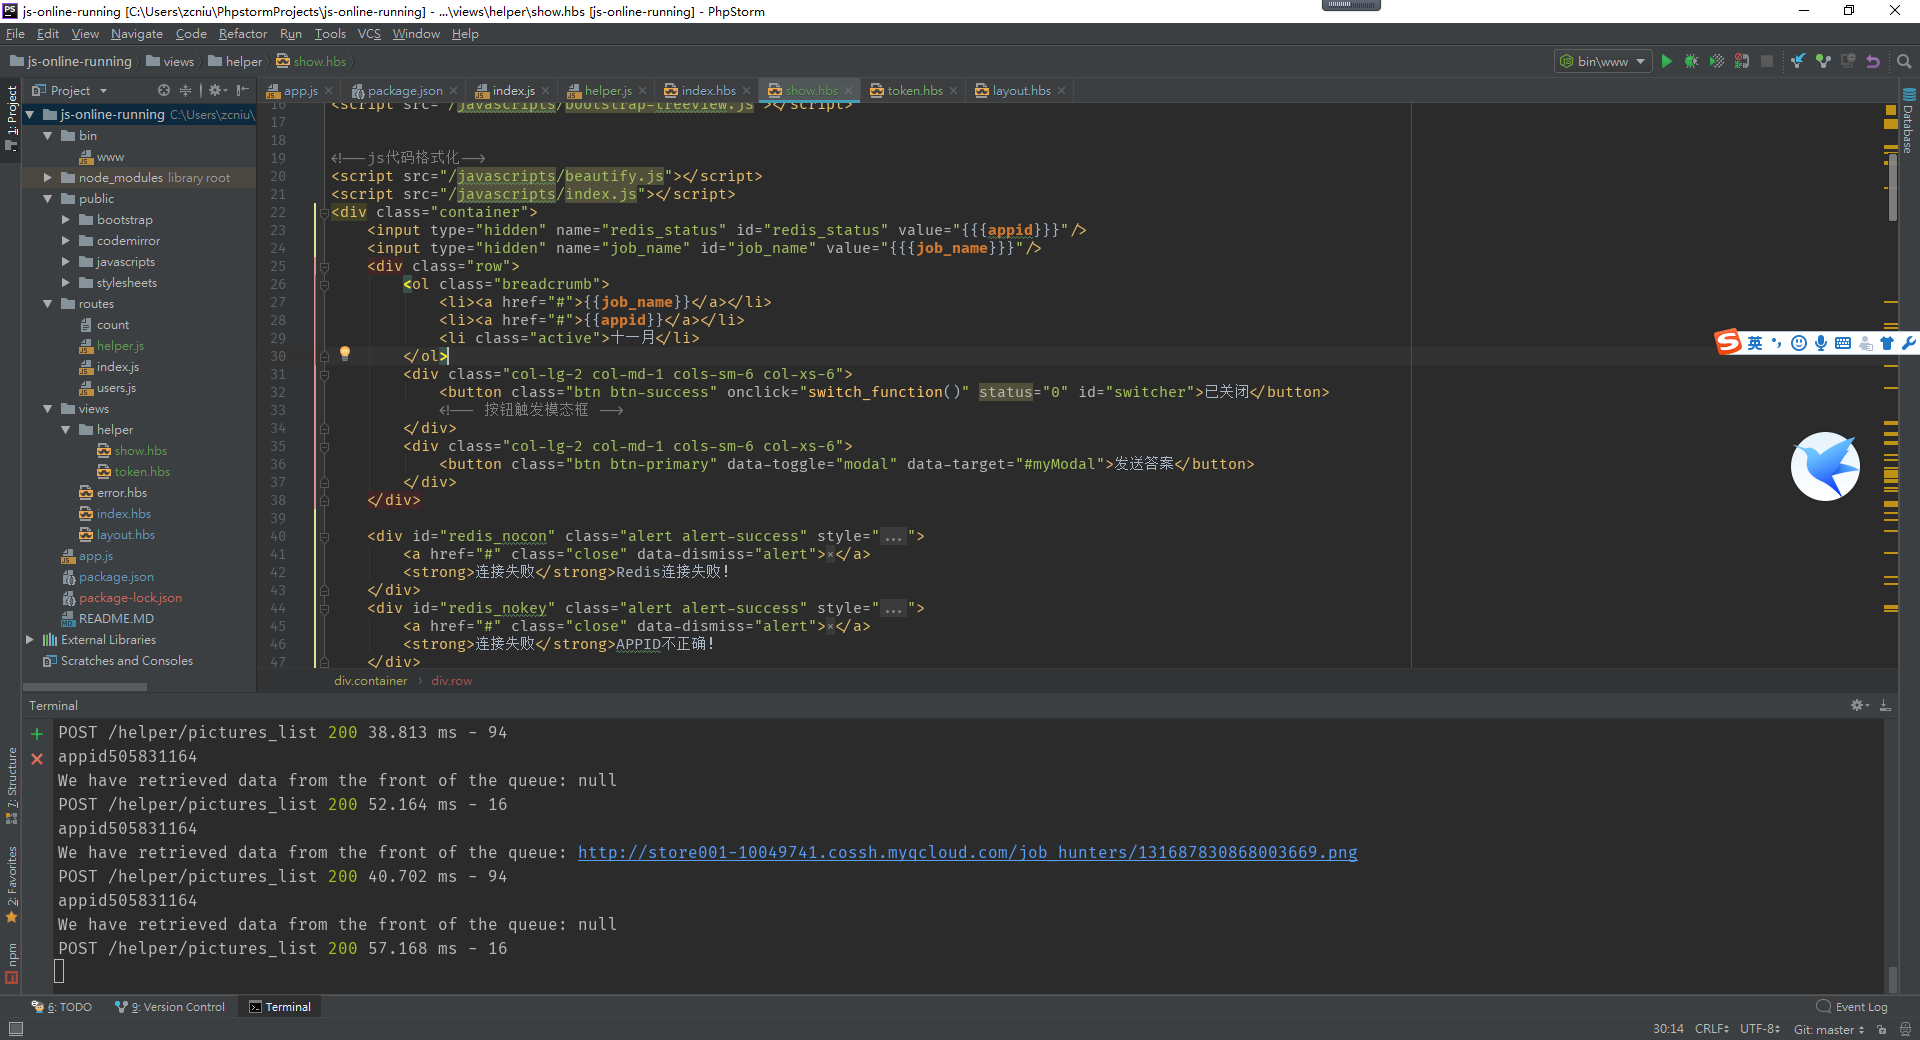 js-online-running [C:\Users\zcniu\PhpstormProjects\js-online-running] - ...\views\helper\show.hbs [js-online-running] - PhpStorm
File Edit View Navigate Code Refactor Run Tools VCS Window Help
js-online-running views helper show.hbs
bin\www
Project
app.js package.json index.js helper.js index.hbs show.hbs token.hbs layout.hbs
1: Project
7: Structure
2: Favorites
npm
Database
js-online-running C:\Users\zcniu\
bin
www
node_modules library root
public
bootstrap
codemirror
javascripts
stylesheets
routes
count
helper.js
index.js
users.js
views
helper
show.hbs
token.hbs
error.hbs
index.hbs
layout.hbs
app.js
package.json
package-lock.json
README.MD
External Libraries
Scratches and Consoles
16 <script src="/javascripts/bootstrap-treeview.js"></script>
17
18
19 <!--js代码格式化-->
20 <script src="/javascripts/beautify.js"></script>
21 <script src="/javascripts/index.js"></script>
22 <div class="container">
23 <input type="hidden" name="redis_status" id="redis_status" value="{{{appid}}}"/>
24 <input type="hidden" name="job_name" id="job_name" value="{{{job_name}}}"/>
25 <div class="row">
26 <ol class="breadcrumb">
27 <li><a href="#">{{job_name}}</a></li>
28 <li><a href="#">{{appid}}</a></li>
29 <li class="active">十一月</li>
30 </ol>
31 <div class="col-lg-2 col-md-1 cols-sm-6 col-xs-6">
32 <button class="btn btn-success" onclick="switch_function()" status="0" id="switcher">已关闭</button>
33 <!-- 按钮触发模态框 -->
34 </div>
35 <div class="col-lg-2 col-md-1 cols-sm-6 col-xs-6">
36 <button class="btn btn-primary" data-toggle="modal" data-target="#myModal">发送答案</button>
37 </div>
38 </div>
39
40 <div id="redis_nocon" class="alert alert-success" style="...">
41 <a href="#" class="close" data-dismiss="alert">×</a>
42 <strong>连接失败</strong>Redis连接失败!
43 </div>
44 <div id="redis_nokey" class="alert alert-success" style="...">
45 <a href="#" class="close" data-dismiss="alert">×</a>
46 <strong>连接失败</strong>APPID不正确!
47 </div>
英
div.container div.row
Terminal
POST /helper/pictures_list 200 38.813 ms - 94
appid505831164
We have retrieved data from the front of the queue: null
POST /helper/pictures_list 200 52.164 ms - 16
appid505831164
We have retrieved data from the front of the queue: http://store001-10049741.cossh.myqcloud.com/job_hunters/131687830868003669.png
POST /helper/pictures_list 200 40.702 ms - 94
appid505831164
We have retrieved data from the front of the queue: null
POST /helper/pictures_list 200 57.168 ms - 16
6: TODO 9: Version Control Terminal Event Log
30:14 CRLF UTF-8 Git: master